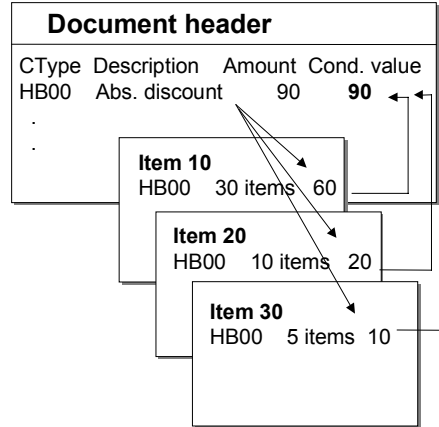 Document header
CType Description Amount Cond. value
HB00 Abs. discount 90 90
.
.
Item 10
HB00 30 items 60
Item 20
HB00 10 items 20
Item 30
HB00 5 items 10